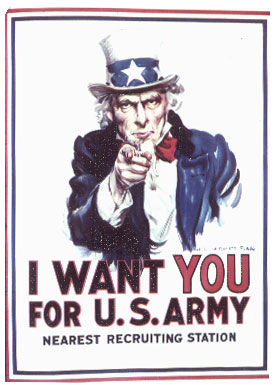 I WANT YOU
FOR U.S. ARMY
NEAREST RECRUITING STATION